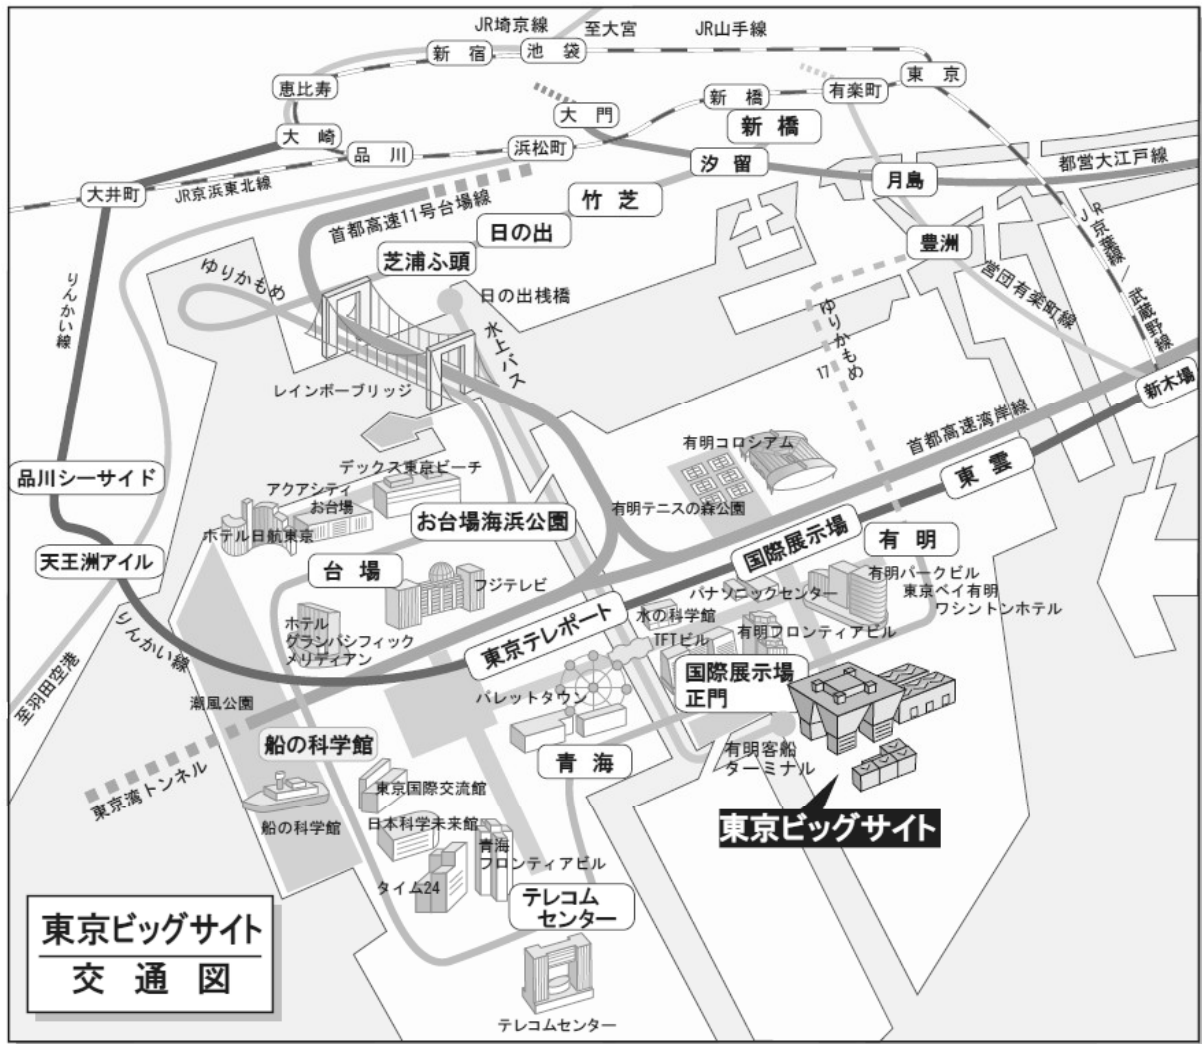 JR埼京線
至大宮
JR山手線
新宿
池袋
恵比寿
東京
有楽町
新橋
大門
新橋
大崎
品川
浜松町
汐留
都営大江戸線
月島
大井町
JR京浜東北線
竹芝
首都高速11号台場線
日の出
豊洲
JR京葉線/武蔵野線
芝浦ふ頭
ゆりかもめ
営団有楽町線
りんかい線
日の出桟橋
水上バス
ゆりかもめ
17
レインボーブリッジ
新木場
首都高速湾岸線
有明コロシアム
品川シーサイド
デックス東京ビーチ
東雲
アクアシティ
お台場
有明テニスの森公園
お台場海浜公園
ホテル日航東京
国際展示場
有明
天王洲アイル
台場
フジテレビ
パナソニックセンター
有明パークビル
東京ベイ有明
ワシントンホテル
水の科学館
ホテル
グランパシフィック
メリディアン
りんかい線
東京テレポート
TFTビル
有明フロンティアビル
国際展示場
正門
至羽田空港
潮風公園
パレットタウン
船の科学館
青海
有明客船
ターミナル
東京湾トンネル
東京国際交流館
船の科学館
日本科学未来館
東京ビッグサイト
青海
フロンティアビル
タイム24
テレコム
センター
東京ビッグサイト
交通図
テレコムセンター